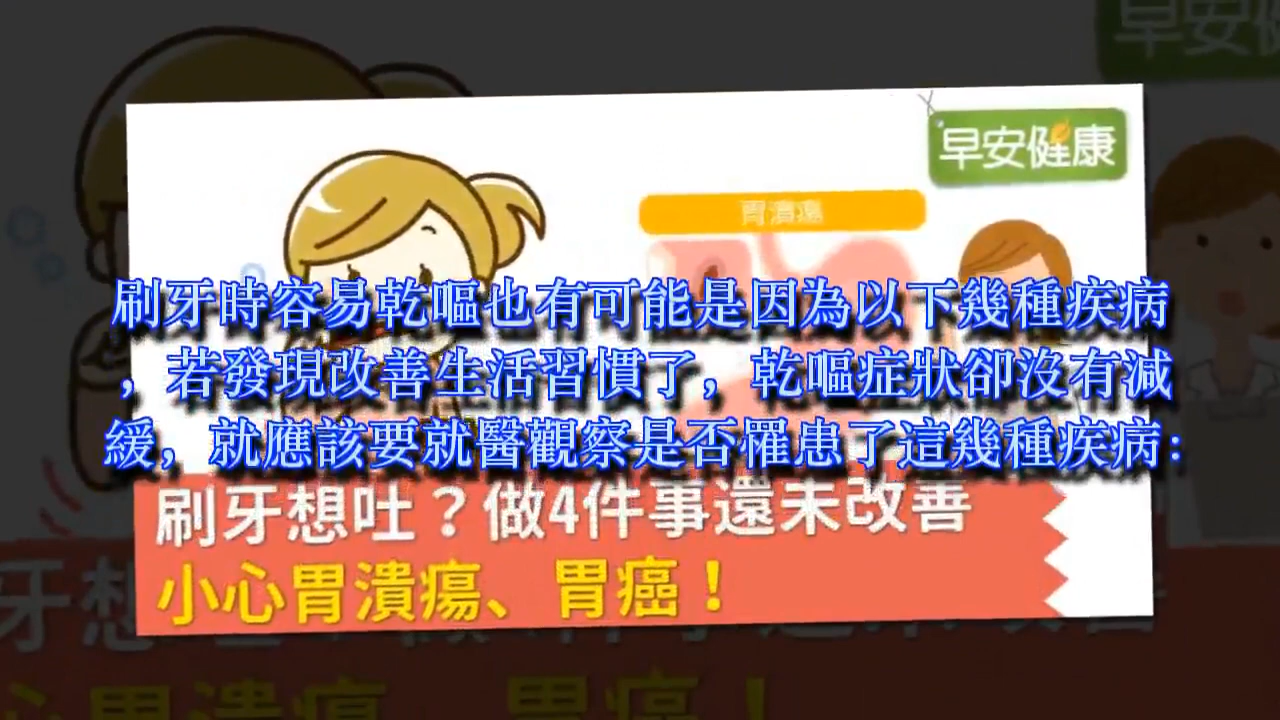 早安健康
胃潰瘍
刷牙時容易乾嘔也有可能是因為以下幾種疾病
，若發現改善生活習慣了，乾嘔症狀卻沒有減
緩，就應該要就醫觀察是否罹患了這幾種疾病：
刷牙想吐？做4件事還未改善
小心胃潰瘍、胃癌！